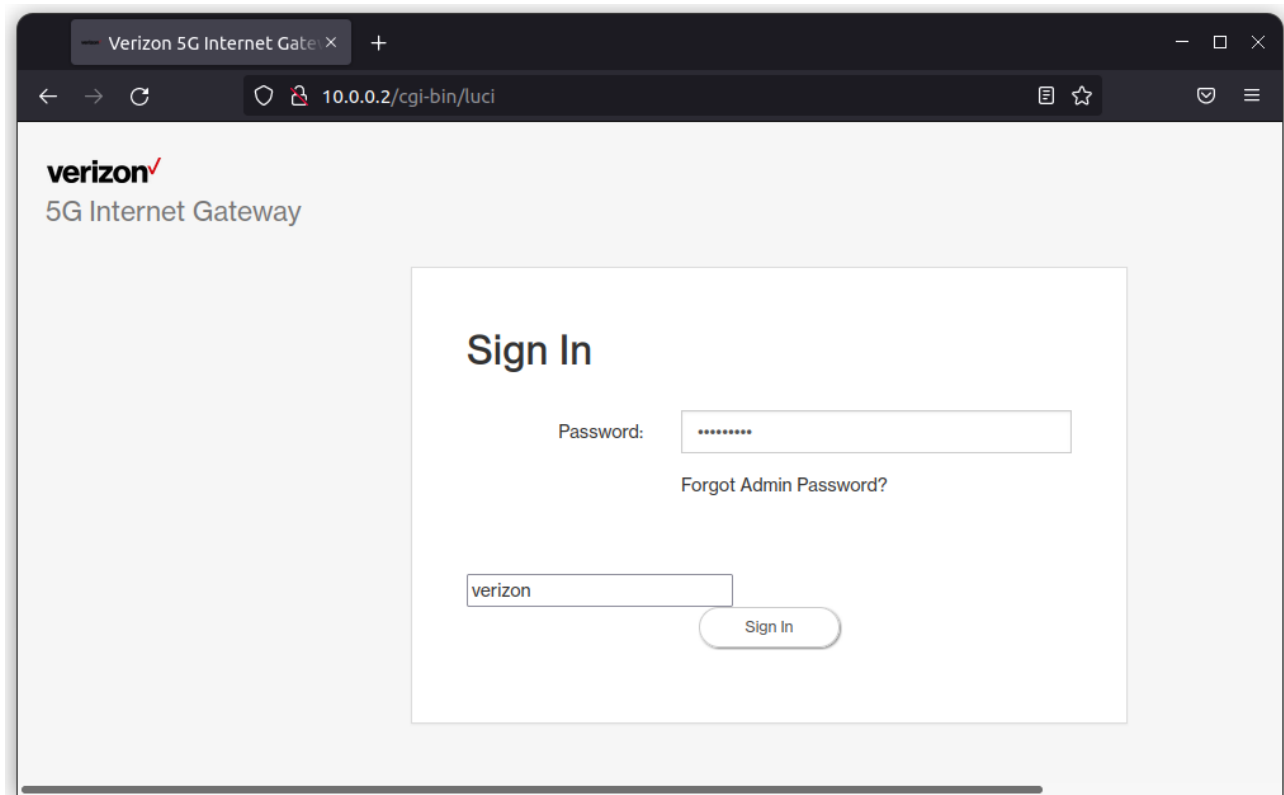 Verizon 5G Internet Gatev
10.0.0.2/cgi-bin/luci
verizon
5G Internet Gateway
Sign In
Password: •••••••••
Forgot Admin Password?
verizon
Sign In